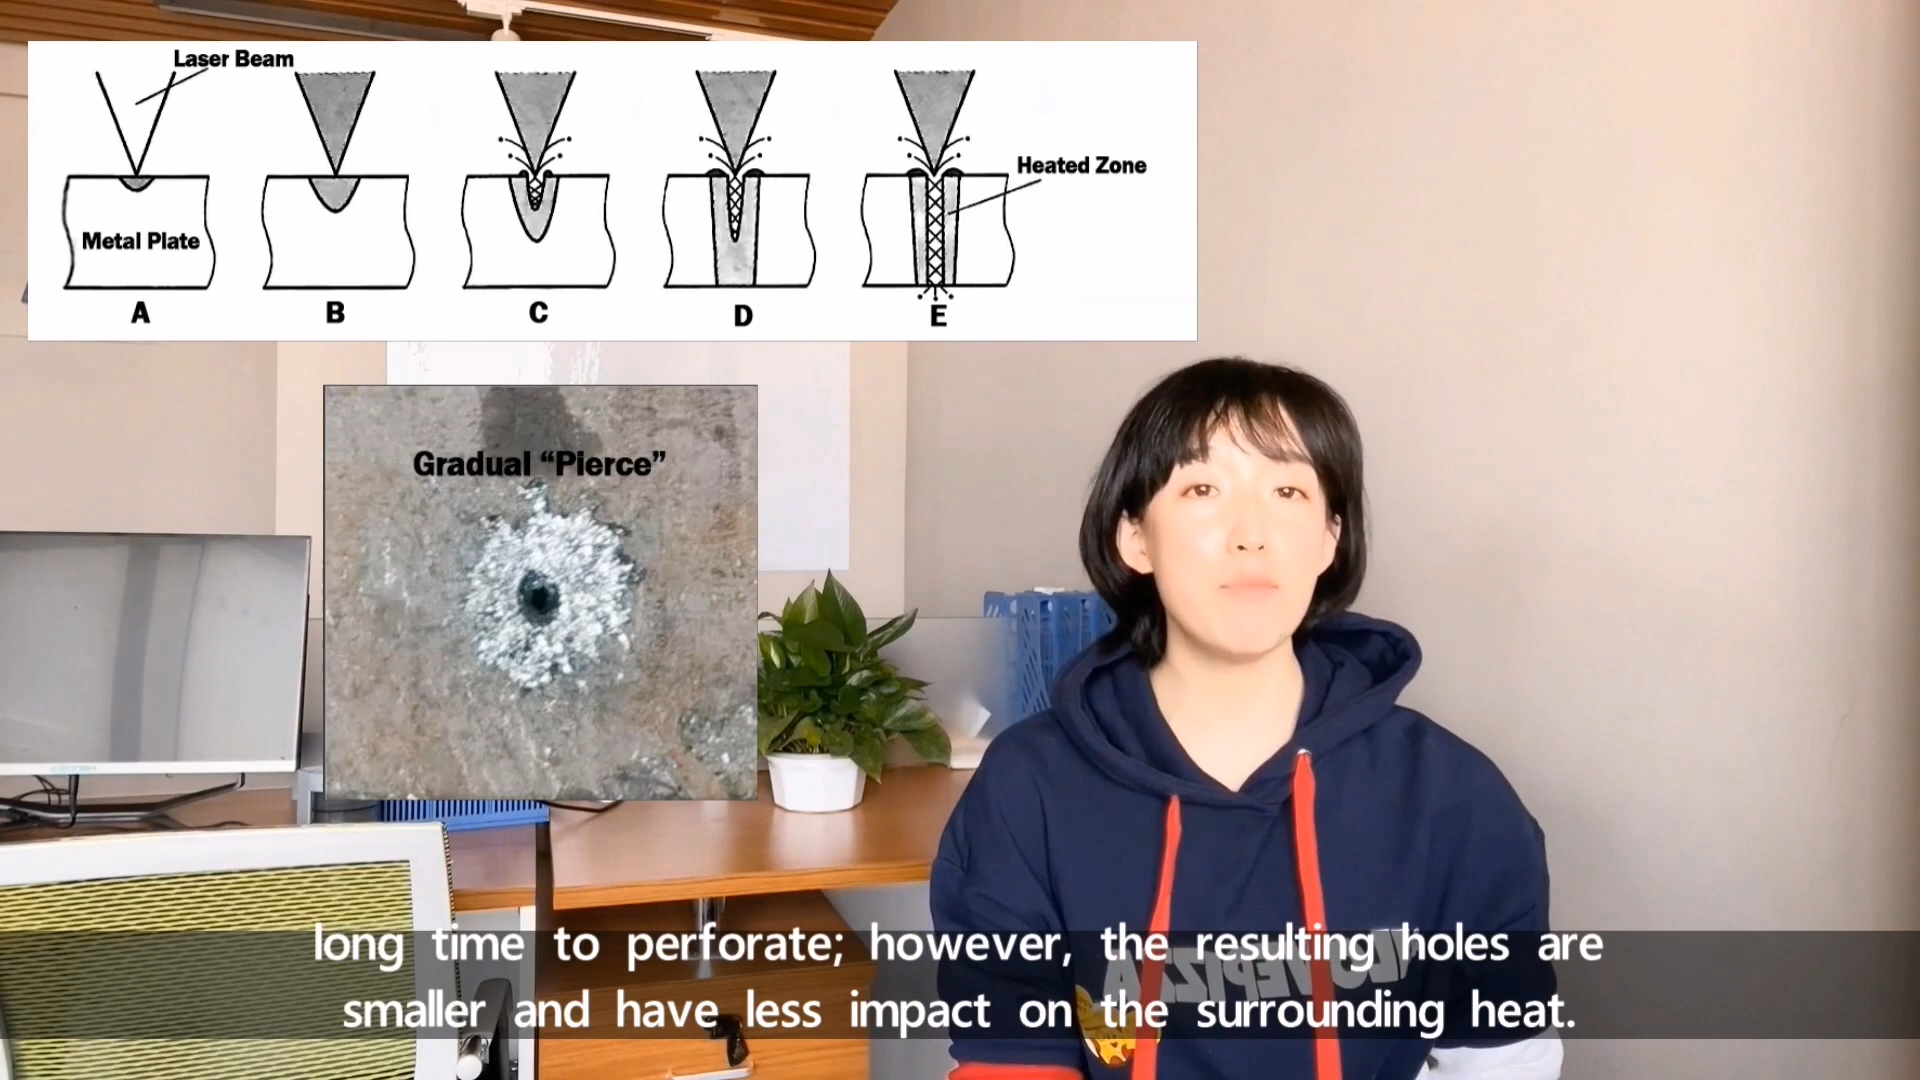 Laser Beam
Heated Zone
Metal Plate
A
B
C
D
E
Gradual “Pierce”
long time to perforate; however, the resulting holes are
smaller and have less impact on the surrounding heat.